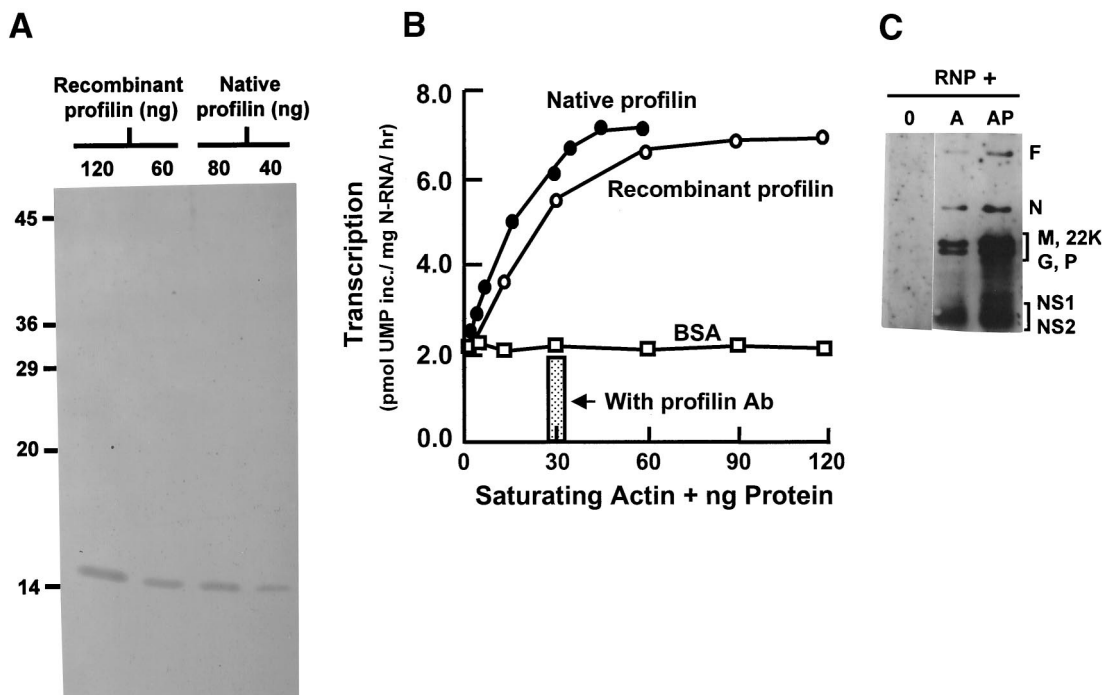 A
Recombinant
profilin (ng)
Native
profilin (ng)
120 60 80 40
45
36
29
20
14
B
Transcription
(pmol UMP inc./ mg N-RNA/ hr)
8.0
6.0
4.0
2.0
0.0
Native profilin
Recombinant profilin
BSA
With profilin Ab
0 30 60 90 120
Saturating Actin + ng Protein
C
RNP +
0 A AP
F
N
M, 22K
G, P
NS1
NS2